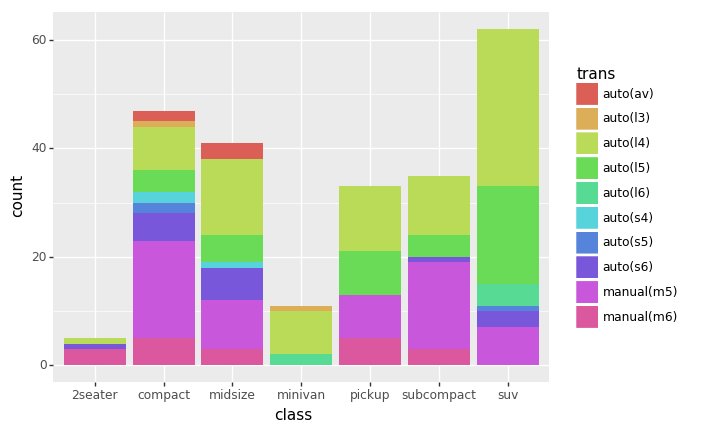 60
40
20
0
count
2seater compact midsize minivan pickup subcompact suv
class
trans
auto(av)
auto(l3)
auto(l4)
auto(l5)
auto(l6)
auto(s4)
auto(s5)
auto(s6)
manual(m5)
manual(m6)